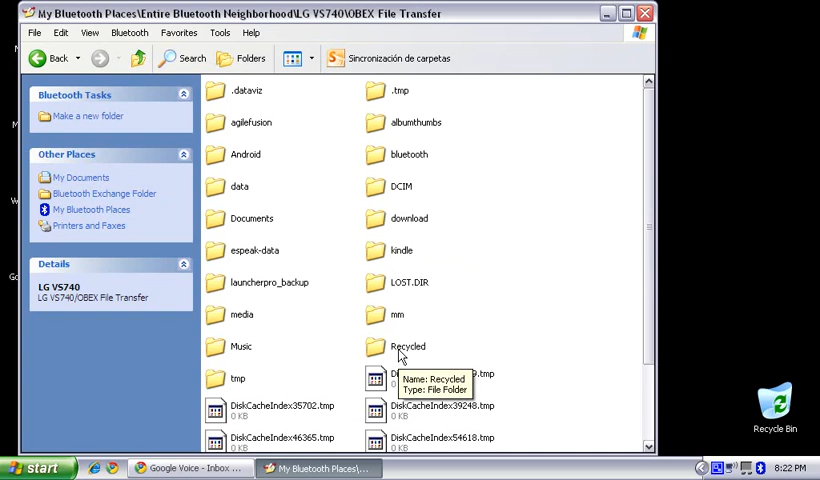 My Bluetooth Places\Entire Bluetooth Neighborhood\LG VS740\OBEX File Transfer
File Edit View Bluetooth Favorites Tools Help
Back Search Folders Sincronización de carpetas
Bluetooth Tasks
Make a new folder
Other Places
My Documents
Bluetooth Exchange Folder
My Bluetooth Places
Printers and Faxes
Details
LG VS740
LG VS740/OBEX File Transfer
.dataviz .tmp
agilefusion albumthumbs
Android bluetooth
data DCIM
Documents download
espeak-data kindle
launcherpro_backup LOST.DIR
media mm
Music Recycled
Name: Recycled
Type: File Folder
tmp
DiskCacheIndex35702.tmp DiskCacheIndex39248.tmp
0 KB 0 KB
DiskCacheIndex46365.tmp DiskCacheIndex54618.tmp
0 KB 0 KB
Recycle Bin
start Google Voice - Inbox ... My Bluetooth Places\... 8:22 PM